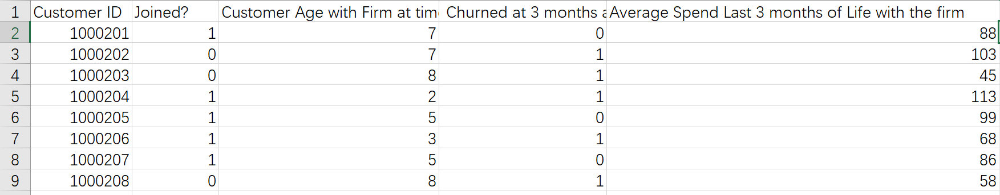 1 Customer ID Joined? Customer Age with Firm at Churned at 3 months Average Spend Last 3 months of Life with the firm
2 1000201 1 7 0 88
3 1000202 0 7 1 103
4 1000203 0 8 1 45
5 1000204 1 2 1 113
6 1000205 1 5 0 99
7 1000206 1 3 1 68
8 1000207 1 5 0 86
9 1000208 0 8 1 58